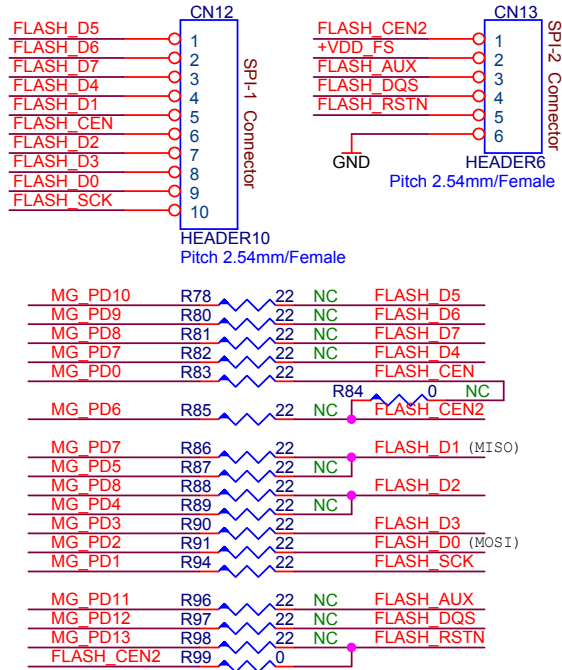 CN12
FLASH_D5
FLASH_D6
FLASH_D7
FLASH_D4
FLASH_D1
FLASH_CEN
FLASH_D2
FLASH_D3
FLASH_D0
FLASH_SCK
1
2
3
4
5
6
7
8
9
10
SPI-1 Connector
HEADER10
Pitch 2.54mm/Female
CN13
FLASH_CEN2
+VDD_FS
FLASH_AUX
FLASH_DQS
FLASH_RSTN
GND
1
2
3
4
5
6
SPI-2 Connector
HEADER6
Pitch 2.54mm/Female
MG_PD10 R78 22 NC FLASH_D5
MG_PD9 R80 22 NC FLASH_D6
MG_PD8 R81 22 NC FLASH_D7
MG_PD7 R82 22 NC FLASH_D4
MG_PD0 R83 22 FLASH_CEN
R84 0 NC
MG_PD6 R85 22 NC FLASH_CEN2
MG_PD7 R86 22 FLASH_D1 (MISO)
MG_PD5 R87 22 NC
MG_PD8 R88 22 FLASH_D2
MG_PD4 R89 22 NC
MG_PD3 R90 22 FLASH_D3
MG_PD2 R91 22 FLASH_D0 (MOSI)
MG_PD1 R94 22 FLASH_SCK
MG_PD11 R96 22 NC FLASH_AUX
MG_PD12 R97 22 NC FLASH_DQS
MG_PD13 R98 22 NC FLASH_RSTN
FLASH_CEN2 R99 0